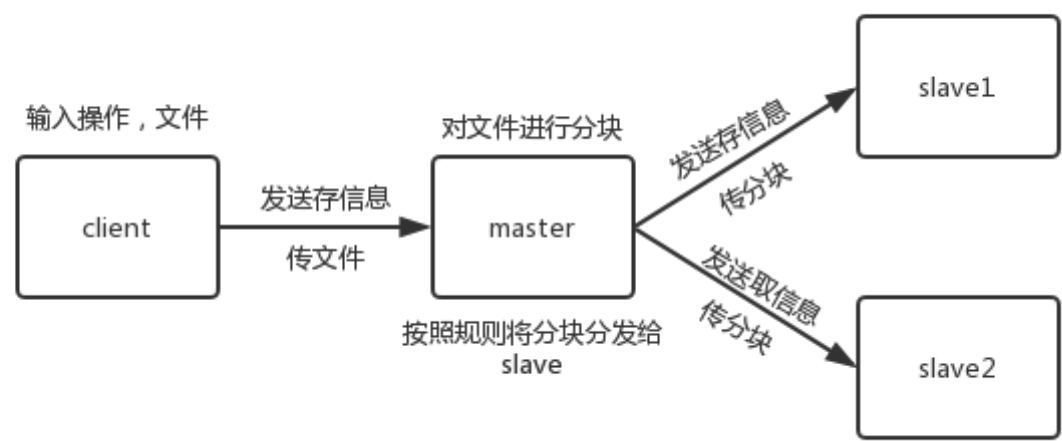 输入操作，文件
client
发送存信息
传文件
对文件进行分块
master
按照规则将分块分发给
slave
发送存信息
传分块
slave1
发送取信息
传分块
slave2